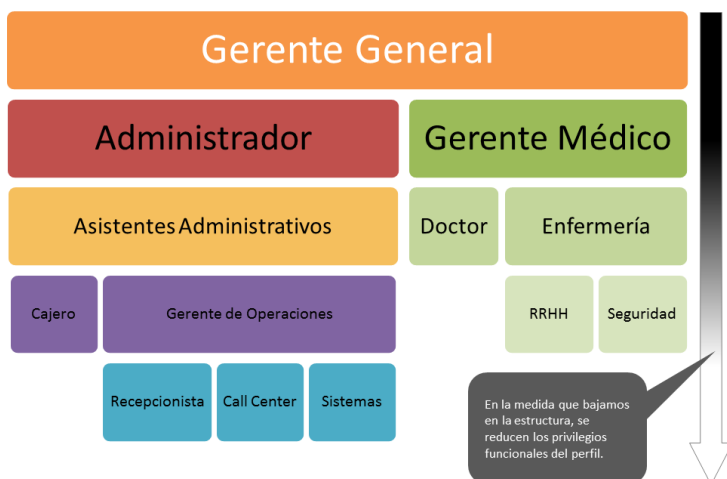 Gerente General
Administrador
Gerente Médico
Asistentes Administrativos
Doctor
Enfermería
Cajero
Gerente de Operaciones
RRHH
Seguridad
Recepcionista
Call Center
Sistemas
En la medida que bajamos
en la estructura, se
reducen los privilegios
funcionales del perfil.